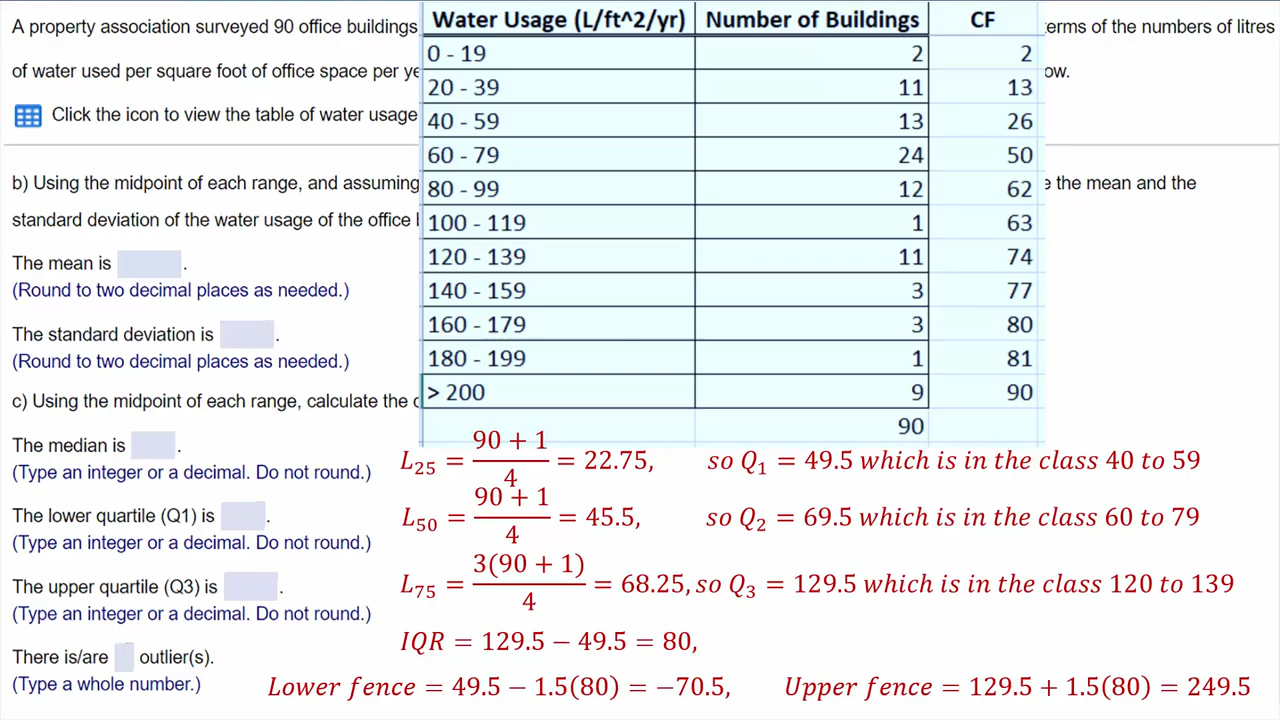 A property association surveyed 90 office buildings
erms of the numbers of litres
of water used per square foot of office space per ye
ow.
Click the icon to view the table of water usage
Water Usage (L/ft^2/yr) Number of Buildings CF
0 - 19 2 2
20 - 39 11 13
40 - 59 13 26
60 - 79 24 50
80 - 99 12 62
100 - 119 1 63
120 - 139 11 74
140 - 159 3 77
160 - 179 3 80
180 - 199 1 81
> 200 9 90
90
b) Using the midpoint of each range, and assuming
e the mean and the
standard deviation of the water usage of the office b
The mean is .
(Round to two decimal places as needed.)
The standard deviation is .
(Round to two decimal places as needed.)
c) Using the midpoint of each range, calculate the
The median is .
(Type an integer or a decimal. Do not round.)
The lower quartile (Q1) is .
(Type an integer or a decimal. Do not round.)
The upper quartile (Q3) is .
(Type an integer or a decimal. Do not round.)
There is/are outlier(s).
(Type a whole number.)
L₂₅ = (90 + 1)/4 = 22.75, so Q₁ = 49.5 which is in the class 40 to 59
L₅₀ = (90 + 1)/4 = 45.5, so Q₂ = 69.5 which is in the class 60 to 79
L₇₅ = 3(90 + 1)/4 = 68.25, so Q₃ = 129.5 which is in the class 120 to 139
IQR = 129.5 − 49.5 = 80,
Lower fence = 49.5 − 1.5(80) = −70.5, Upper fence = 129.5 + 1.5(80) = 249.5